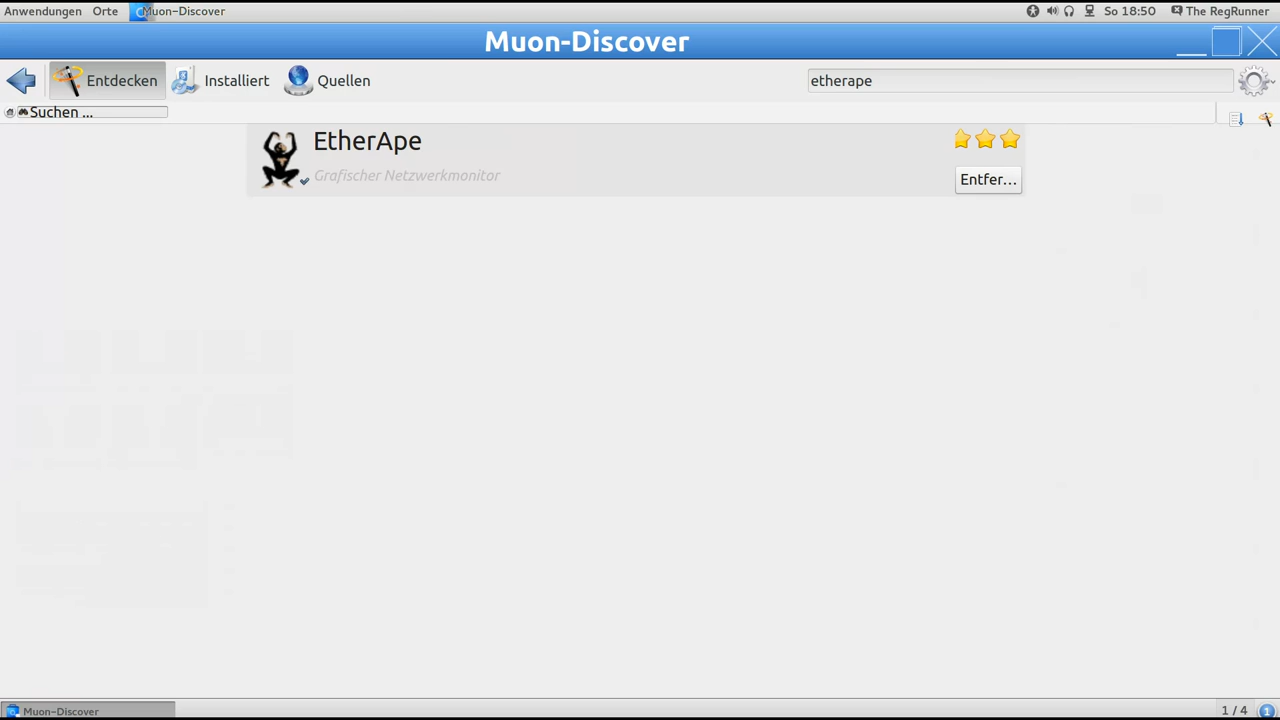 Anwendungen Orte Muon-Discover So 18:50 The RegRunner
Muon-Discover
Entdecken Installiert Quellen etherape
Suchen ...
EtherApe
Grafischer Netzwerkmonitor
Entfer...
Muon-Discover 1 / 4 1